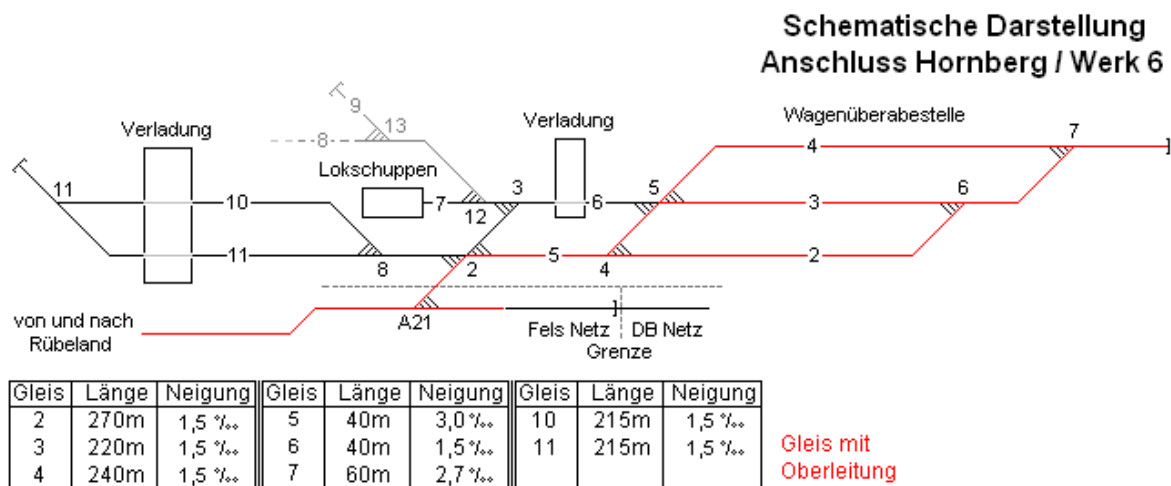 Schematische Darstellung
Anschluss Hornberg / Werk 6
9
13
Verladung
Verladung
Wagenüberabestelle
7
8
4
Lokschuppen
11
10
7
12
3
6
5
3
6
11
8
2
5
4
2
A21
von und nach
Rübeland
Fels Netz
DB Netz
Grenze
Gleis Länge Neigung Gleis Länge Neigung Gleis Länge Neigung
2 270m 1,5 ‰ 5 40m 3,0 ‰ 10 215m 1,5 ‰
3 220m 1,5 ‰ 6 40m 1,5 ‰ 11 215m 1,5 ‰
4 240m 1,5 ‰ 7 60m 2,7 ‰
Gleis mit
Oberleitung